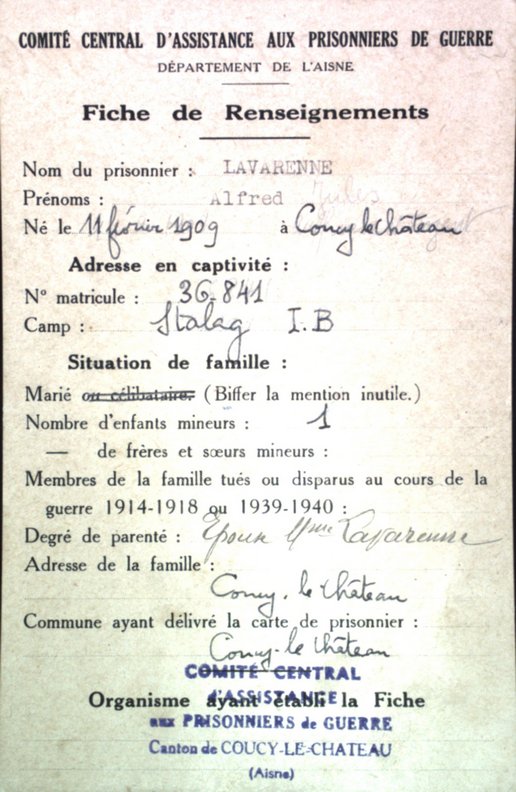 COMITÉ CENTRAL D'ASSISTANCE AUX PRISONNIERS DE GUERRE
DÉPARTEMENT DE L'AISNE
Fiche de Renseignements
Nom du prisonnier : LAVARENNE
Prénoms : Alfred Jules
Né le 11 février 1909 à Coucy le Château
Adresse en captivité :
N° matricule : 36.841
Camp : Stalag I.B
Situation de famille :
Marié ou célibataire. (Biffer la mention inutile.)
Nombre d'enfants mineurs : 1
— de frères et sœurs mineurs :
Membres de la famille tués ou disparus au cours de la
guerre 1914-1918 ou 1939-1940 :
Degré de parenté : Epoux Mme Lavarenne
Adresse de la famille :
Coucy-le Château
Commune ayant délivré la carte de prisonnier :
Coucy-le Château
COMITÉ CENTRAL
D'ASSISTANCE
Organisme ayant établi la Fiche
aux PRISONNIERS de GUERRE
Canton de COUCY-LE-CHATEAU
(Aisne)